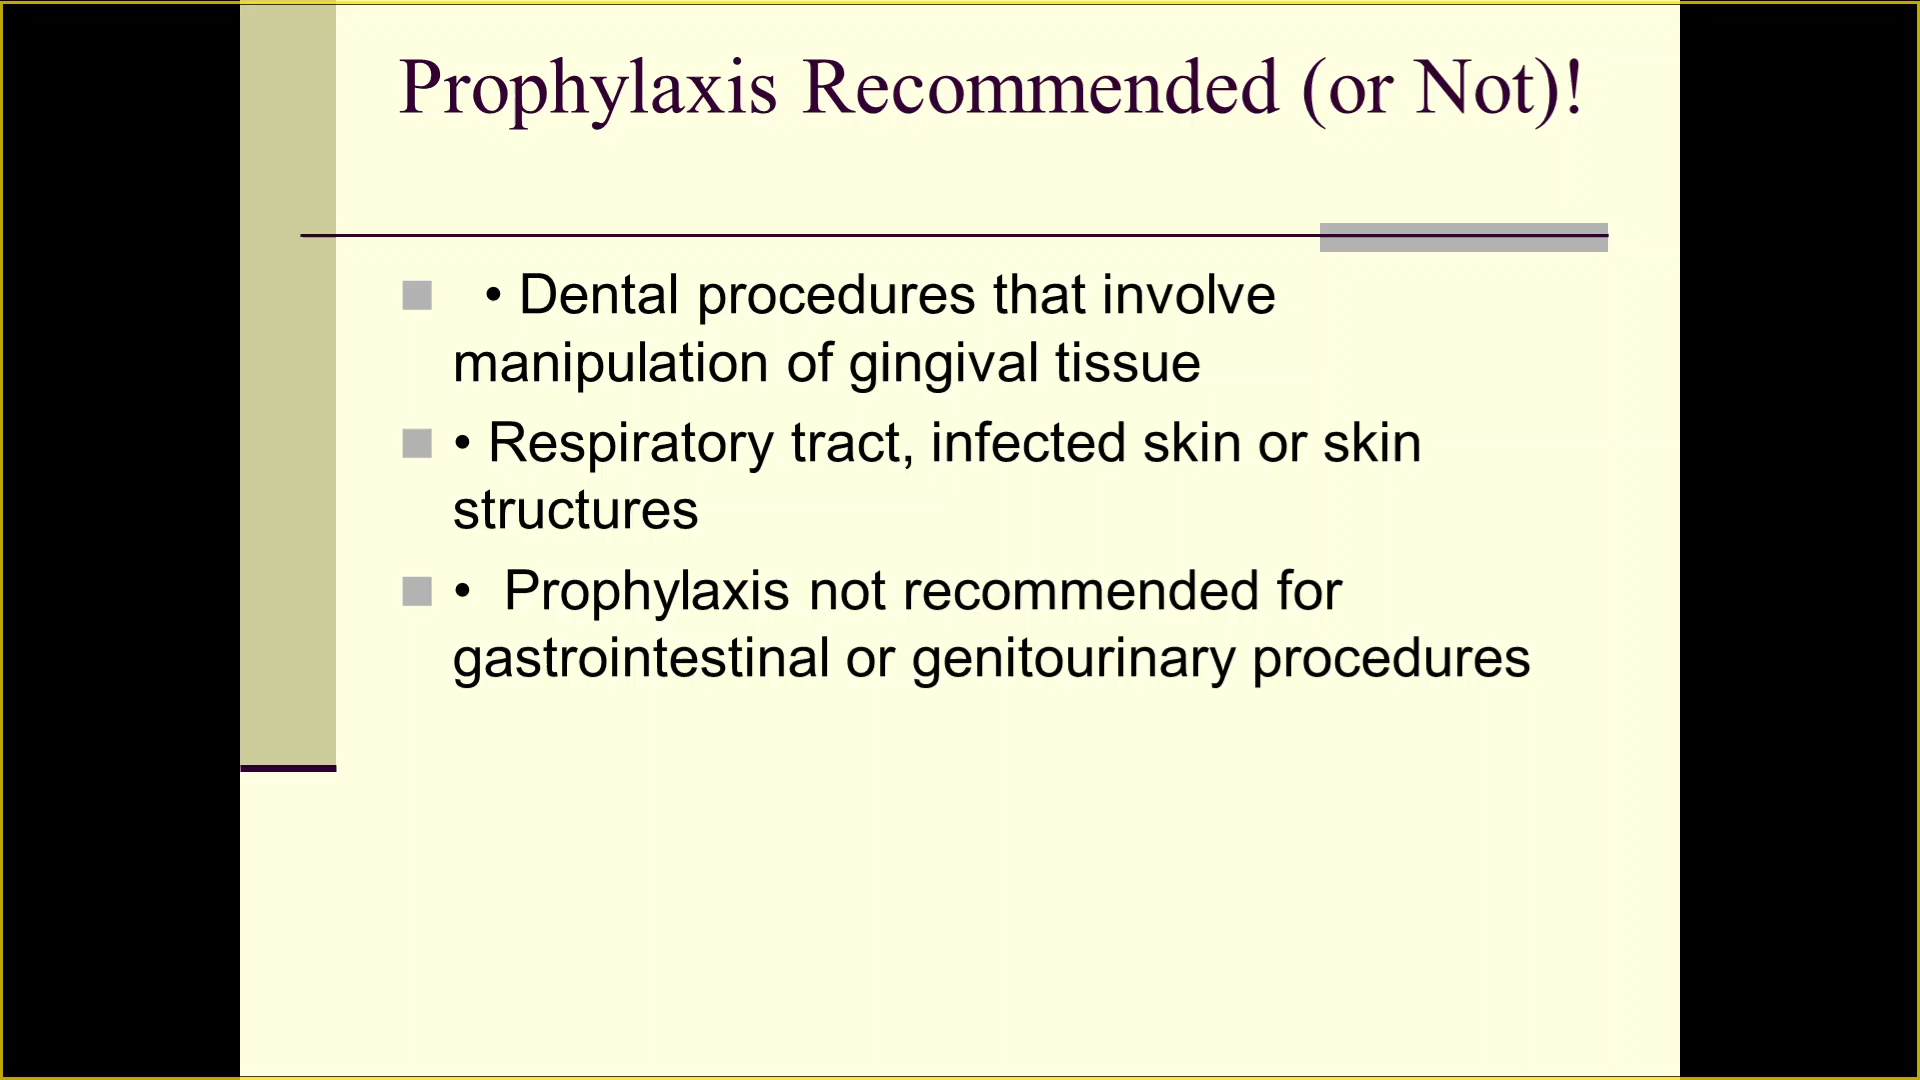 Prophylaxis Recommended (or Not)!
• Dental procedures that involve
manipulation of gingival tissue
• Respiratory tract, infected skin or skin
structures
• Prophylaxis not recommended for
gastrointestinal or genitourinary procedures